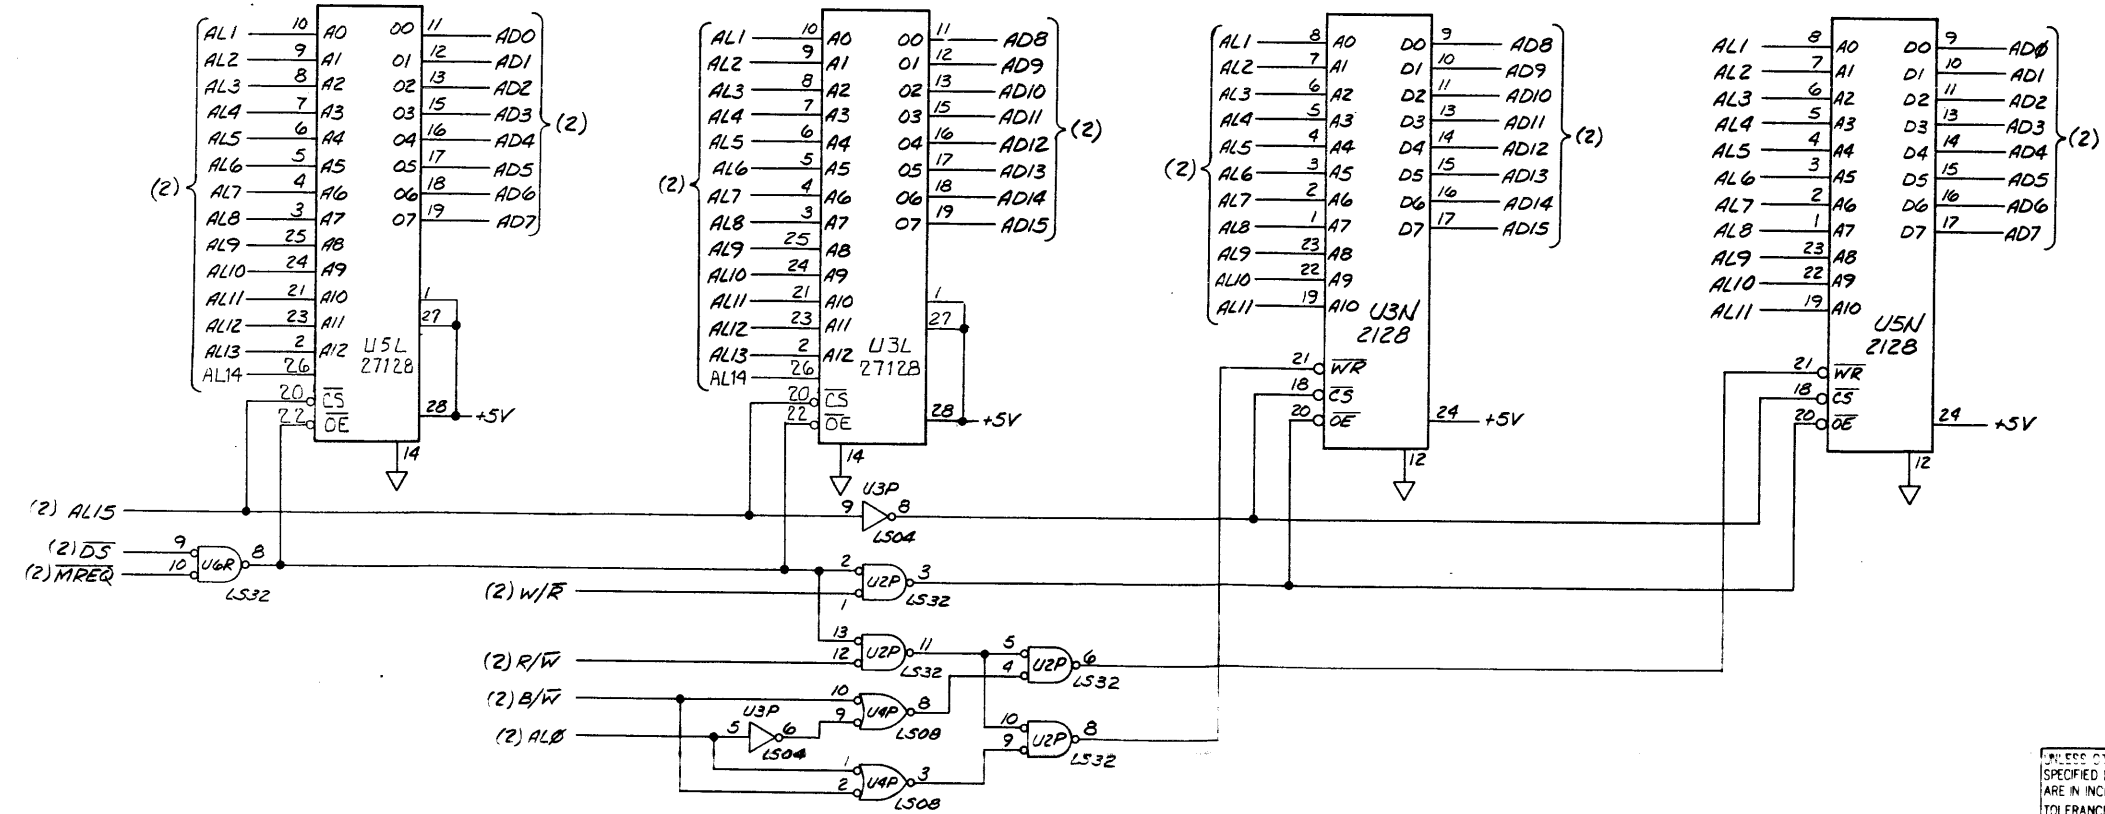 AL1 10 A0 O0 11 AD0
AL2 9 A1 O1 12 AD1
AL3 8 A2 O2 13 AD2
AL4 7 A3 O3 15 AD3
AL5 6 A4 O4 16 AD4
AL6 5 A5 O5 17 AD5
AL7 4 A6 O6 18 AD6
AL8 3 A7 O7 19 AD7
AL9 25 A8
AL10 24 A9
AL11 21 A10 1
AL12 23 A11 27
AL13 2 A12
AL14 26
(2) (2)
U5L
27128
20 C̅S̅ 28 +5V
22 O̅E̅
14
AL1 10 A0 O0 11 AD8
AL2 9 A1 O1 12 AD9
AL3 8 A2 O2 13 AD10
AL4 7 A3 O3 15 AD11
AL5 6 A4 O4 16 AD12
AL6 5 A5 O5 17 AD13
AL7 4 A6 O6 18 AD14
AL8 3 A7 O7 19 AD15
AL9 25 A8
AL10 24 A9
AL11 21 A10 1
AL12 23 A11 27
AL13 2 A12
AL14 26
(2) (2)
U3L
27128
20 C̅S̅ 28 +5V
22 O̅E̅
14
AL1 8 A0 D0 9 AD8
AL2 7 A1 D1 10 AD9
AL3 6 A2 D2 11 AD10
AL4 5 A3 D3 13 AD11
AL5 4 A4 D4 14 AD12
AL6 3 A5 D5 15 AD13
AL7 2 A6 D6 16 AD14
AL8 1 A7 D7 17 AD15
AL9 23 A8
AL10 22 A9
AL11 19 A10
(2) (2)
U3N
2128
21 W̅R̅
18 C̅S̅
20 O̅E̅ 24 +5V
12
AL1 8 A0 D0 9 ADØ
AL2 7 A1 D1 10 AD1
AL3 6 A2 D2 11 AD2
AL4 5 A3 D3 13 AD3
AL5 4 A4 D4 14 AD4
AL6 3 A5 D5 15 AD5
AL7 2 A6 D6 16 AD6
AL8 1 A7 D7 17 AD7
AL9 23 A8
AL10 22 A9
AL11 19 A10
(2)
U5N
2128
21 W̅R̅
18 C̅S̅
20 O̅E̅ 24 +5V
12
(2) AL15 9 U3P 8 LS04
(2) D̅S̅ 9
(2) M̅R̅E̅Q̅ 10 U6R 8 LS32
(2) W/R̅ 2 1 U2P 3 LS32
(2) R/W̅ 13 12 U2P 11 LS32
5 4 U2P 6 LS32
(2) B/W̅ 10 9 U4P 8 LS08
(2) ALØ 5 U3P 6 LS04
10 9 U2P 8 LS32
1 2 U4P 3 LS08
SPECIFIED
ARE IN INC